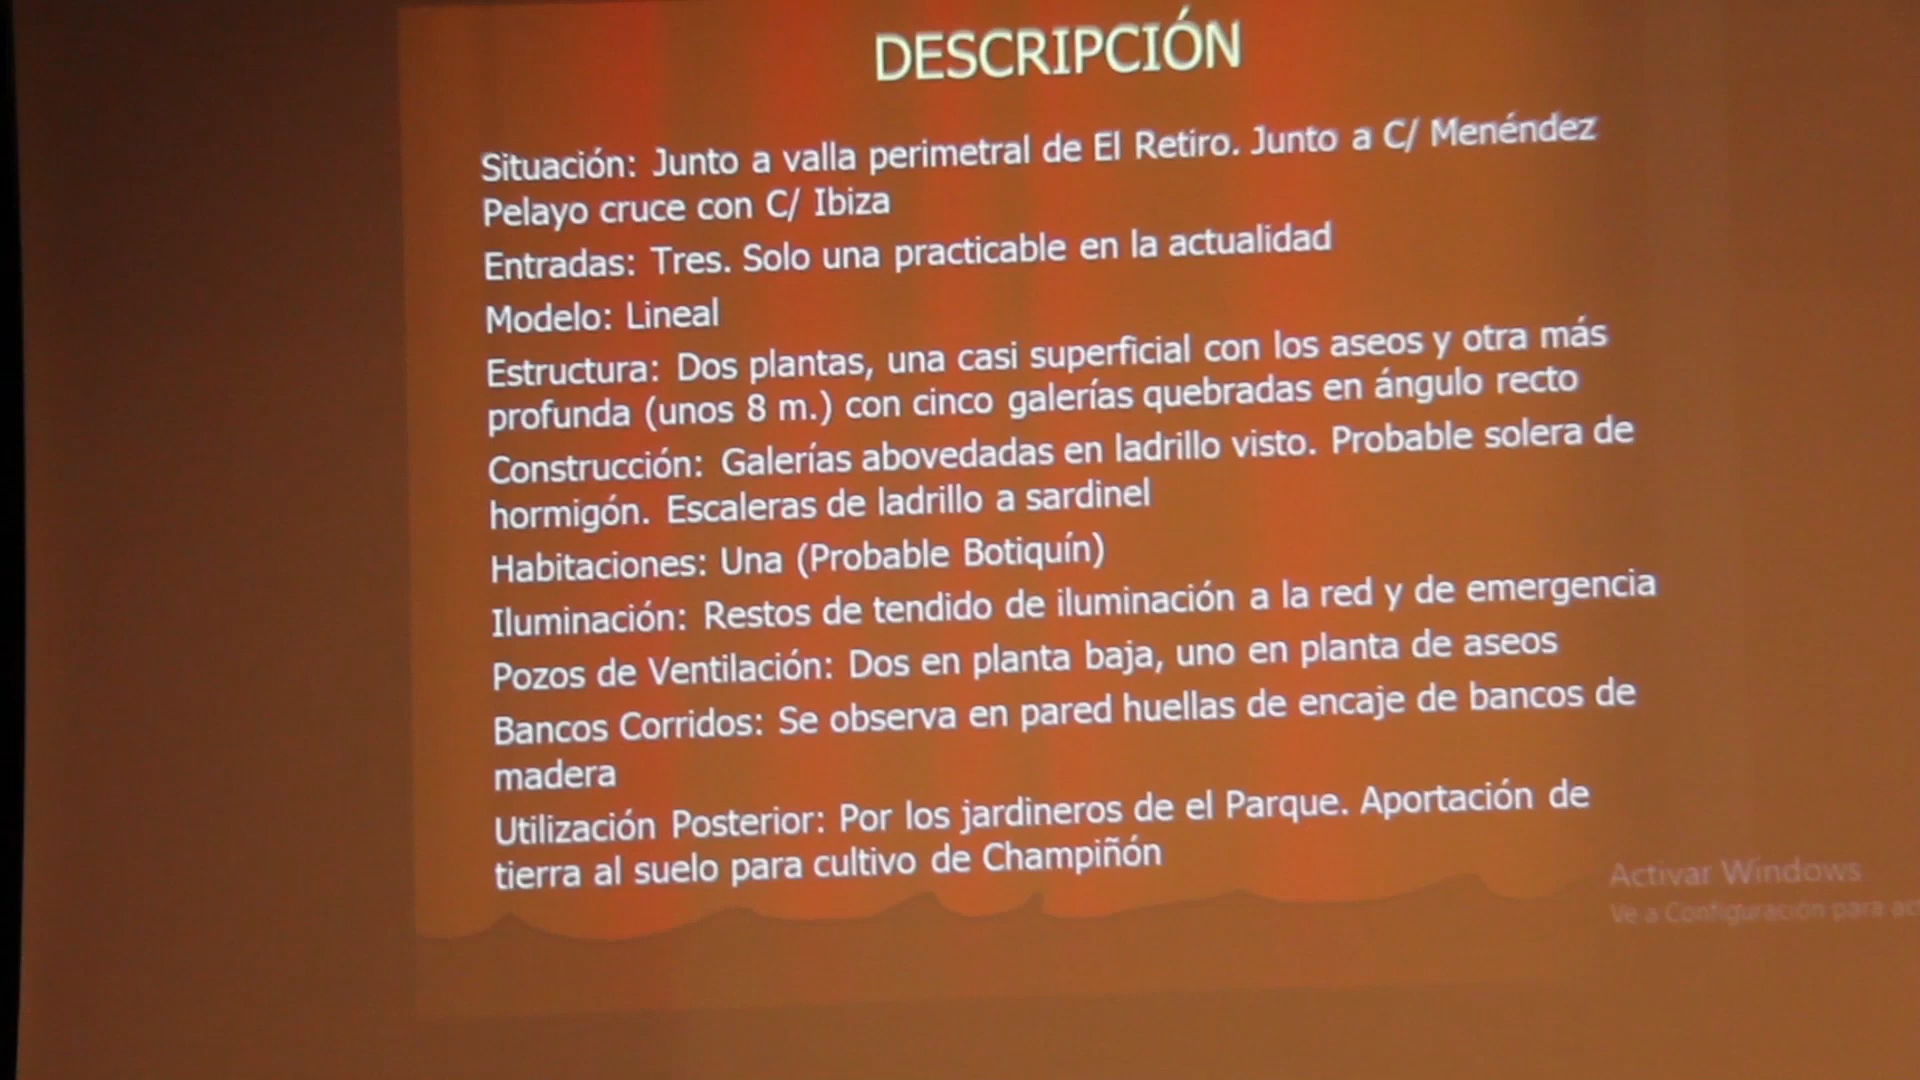 DESCRIPCIÓN
Situación: Junto a valla perimetral de El Retiro. Junto a C/ Menéndez
Pelayo cruce con C/ Ibiza
Entradas: Tres. Solo una practicable en la actualidad
Modelo: Lineal
Estructura: Dos plantas, una casi superficial con los aseos y otra más
profunda (unos 8 m.) con cinco galerías quebradas en ángulo recto
Construcción: Galerías abovedadas en ladrillo visto. Probable solera de
hormigón. Escaleras de ladrillo a sardinel
Habitaciones: Una (Probable Botiquín)
Iluminación: Restos de tendido de iluminación a la red y de emergencia
Pozos de Ventilación: Dos en planta baja, uno en planta de aseos
Bancos Corridos: Se observa en pared huellas de encaje de bancos de
madera
Utilización Posterior: Por los jardineros de el Parque. Aportación de
tierra al suelo para cultivo de Champiñón
Activar Windows
Ve a Configuración para